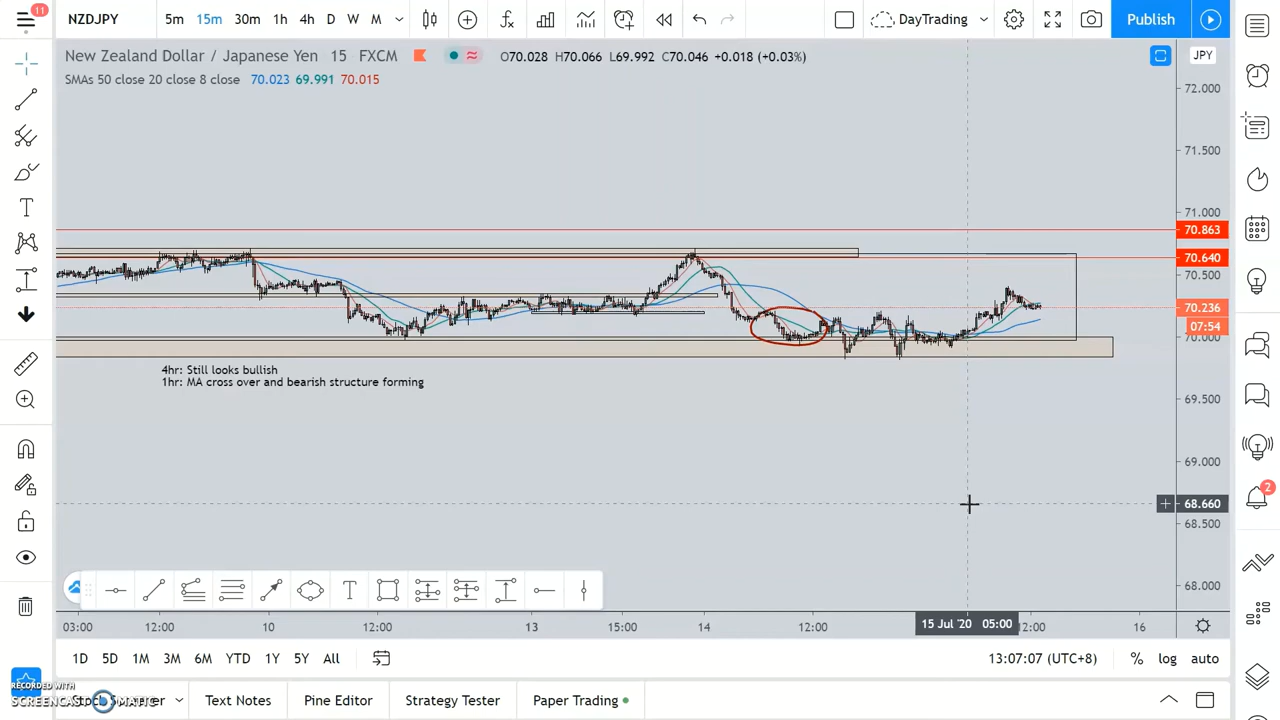 11
NZDJPY 5m 15m 30m 1h 4h D W M DayTrading Publish
New Zealand Dollar / Japanese Yen 15 FXCM O70.028 H70.066 L69.992 C70.046 +0.018 (+0.03%) JPY
SMAs 50 close 20 close 8 close 70.023 69.991 70.015
72.000
71.500
71.000
70.863
70.640
70.500
70.236
07:54
70.000
4hr: Still looks bullish
1hr: MA cross over and bearish structure forming
69.500
69.000
2
68.660
68.500
68.000
03:00 12:00 10 12:00 13 15:00 14 12:00 15 Jul '20 05:00 12:00 16
1D 5D 1M 3M 6M YTD 1Y 5Y All 13:07:07 (UTC+8) % log auto
RECORDED WITH
SCREENCAST MATIC
Text Notes Pine Editor Strategy Tester Paper Trading